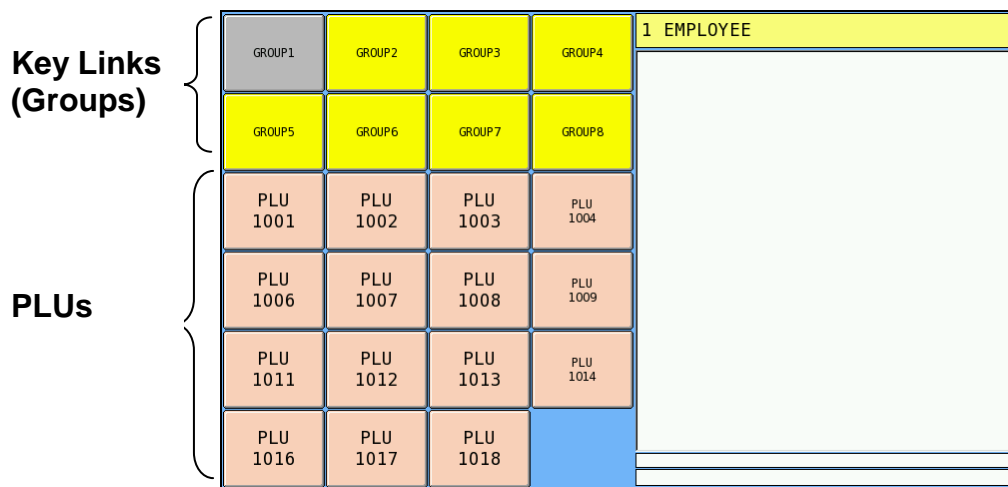 Key Links
(Groups)
GROUP1 GROUP2 GROUP3 GROUP4
1 EMPLOYEE
GROUP5 GROUP6 GROUP7 GROUP8
PLUs
PLU PLU PLU PLU
1001 1002 1003 1004
PLU PLU PLU PLU
1006 1007 1008 1009
PLU PLU PLU PLU
1011 1012 1013 1014
PLU PLU PLU
1016 1017 1018